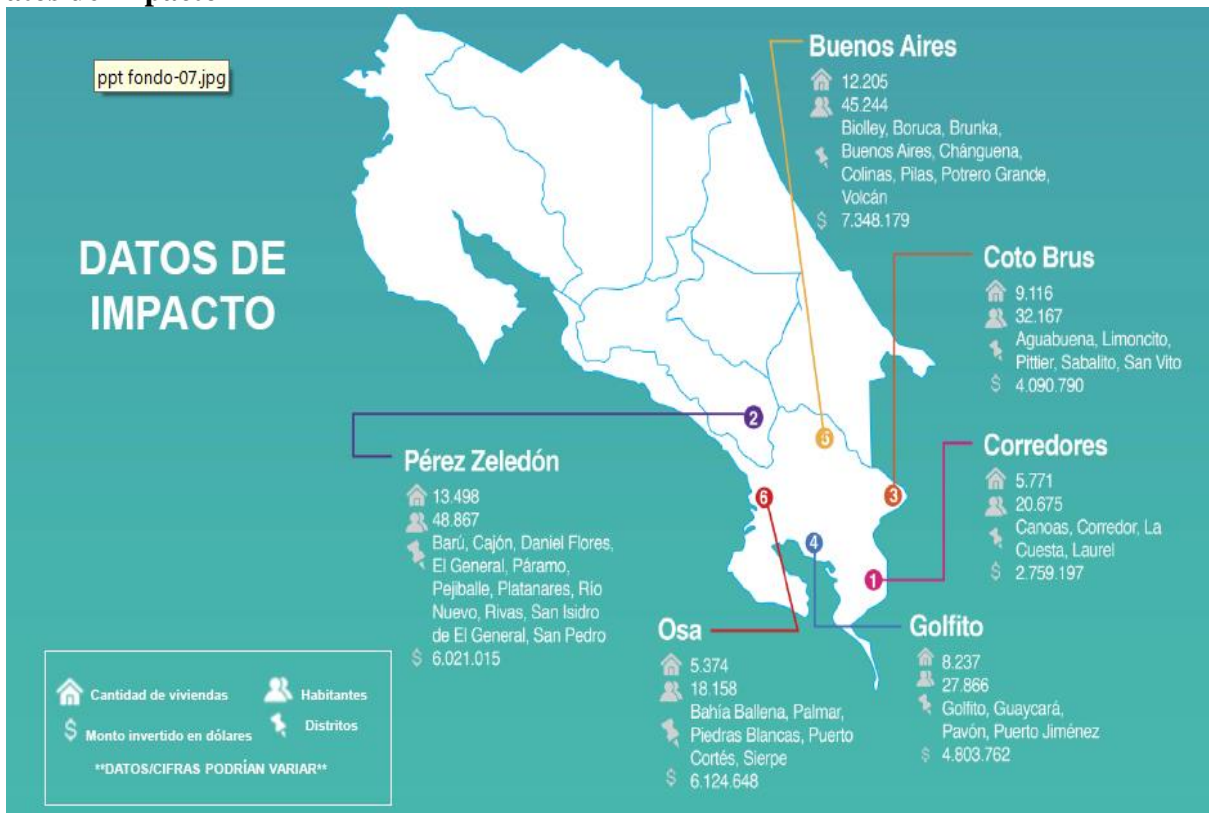 ppt fondo-07.jpg
DATOS DE
IMPACTO
Buenos Aires
12.205
45.244
Biolley, Boruca, Brunka,
Buenos Aires, Chánguena,
Colinas, Pilas, Potrero Grande,
Volcán
$ 7.348.179
Coto Brus
9.116
32.167
Aguabuena, Limoncito,
Pittier, Sabalito, San Vito
$ 4.090.790
Corredores
5.771
20.675
Canoas, Corredor, La
Cuesta, Laurel
$ 2.759.197
2
5
6
3
4
1
Pérez Zeledón
13.498
48.867
Barú, Cajón, Daniel Flores,
El General, Páramo,
Pejiballe, Platanares, Río
Nuevo, Rivas, San Isidro
de El General, San Pedro
$ 6.021.015
Osa
5.374
18.158
Bahía Ballena, Palmar,
Piedras Blancas, Puerto
Cortés, Sierpe
$ 6.124.648
Golfito
8.237
27.866
Golfito, Guaycará,
Pavón, Puerto Jiménez
$ 4.803.762
Cantidad de viviendas
Habitantes
$ Monto invertido en dólares
Distritos
**DATOS/CIFRAS PODRÍAN VARIAR**